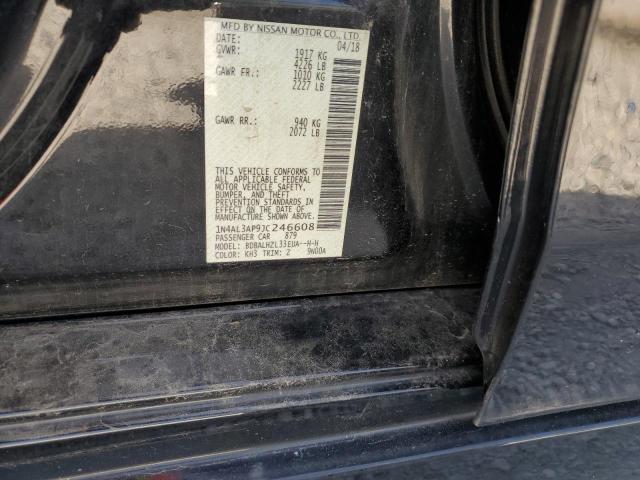 MFD BY NISSAN MOTOR CO., LTD.
DATE: 04/18
GVWR: 1917 KG
4226 LB
GAWR FR.: 1010 KG
2227 LB
GAWR RR.: 940 KG
2072 LB
THIS VEHICLE CONFORMS TO
ALL APPLICABLE FEDERAL
MOTOR VEHICLE SAFETY,
BUMPER, AND THEFT
PREVENTION STANDARDS
IN EFFECT ON THE DATE OF
MANUFACTURE SHOWN ABOVE.
1N4AL3AP9JC246608
PASSENGER CAR 879
MODEL: BDBALHZL33EUA--H-H
COLOR: KH3 TRIM: Z 9N00A